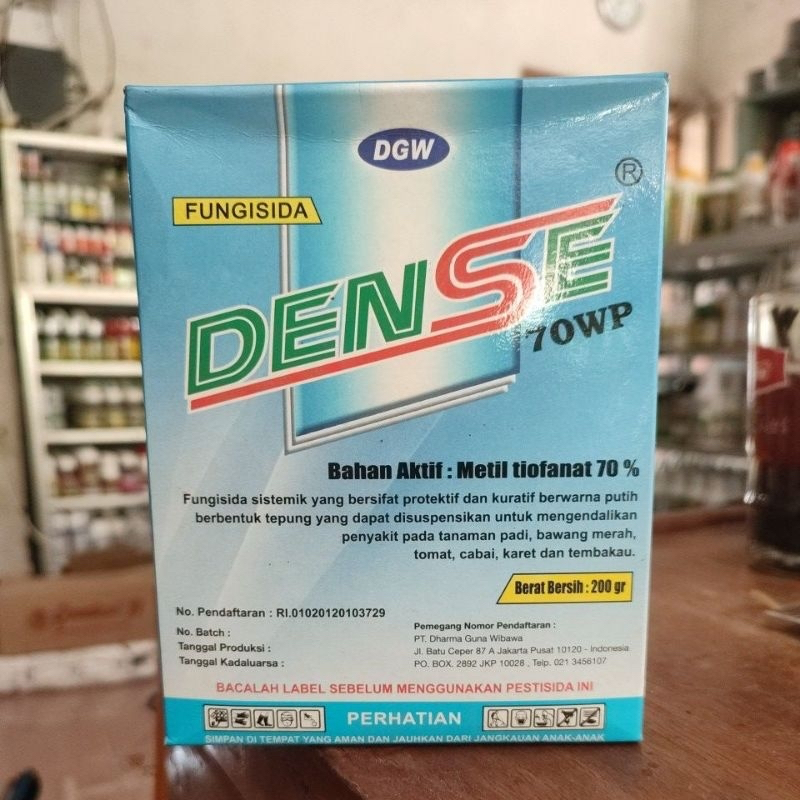 DGW
®
FUNGISIDA
DENSE
70WP
Bahan Aktif : Metil tiofanat 70 %
Fungisida sistemik yang bersifat protektif dan kuratif berwarna putih
berbentuk tepung yang dapat disuspensikan untuk mengendalikan
penyakit pada tanaman padi, bawang merah,
tomat, cabai, karet dan tembakau.
Berat Bersih : 200 gr
No. Pendaftaran : RI.01020120103729
No. Batch :
Tanggal Produksi :
Tanggal Kadaluarsa :
Pemegang Nomor Pendaftaran :
PT. Dharma Guna Wibawa
Jl. Batu Ceper 87 A Jakarta Pusat 10120 - Indonesia
PO. BOX. 2892 JKP 10028 , Telp. 021 3456107
BACALAH LABEL SEBELUM MENGGUNAKAN PESTISIDA INI
PERHATIAN
SIMPAN DI TEMPAT YANG AMAN DAN JAUHKAN DARI JANGKAUAN ANAK-ANAK